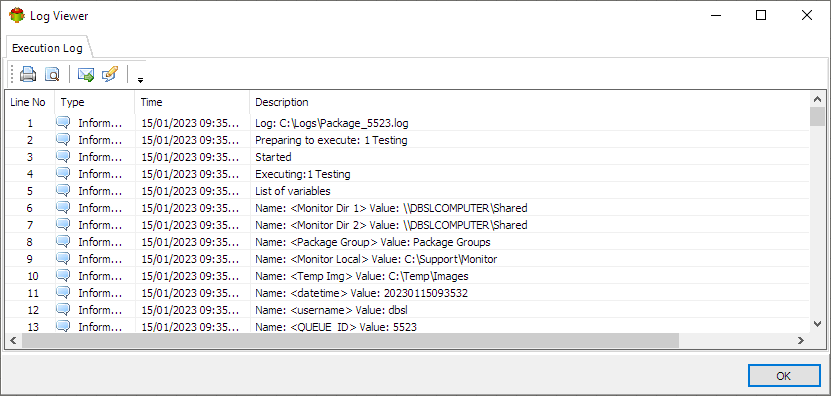 Log Viewer
Execution Log
Line No Type Time Description
1 Inform... 15/01/2023 09:35... Log: C:\Logs\Package_5523.log
2 Inform... 15/01/2023 09:35... Preparing to execute: 1 Testing
3 Inform... 15/01/2023 09:35... Started
4 Inform... 15/01/2023 09:35... Executing:1 Testing
5 Inform... 15/01/2023 09:35... List of variables
6 Inform... 15/01/2023 09:35... Name: <Monitor Dir 1> Value: \\DBSLCOMPUTER\Shared
7 Inform... 15/01/2023 09:35... Name: <Monitor Dir 2> Value: \\DBSLCOMPUTER\Shared
8 Inform... 15/01/2023 09:35... Name: <Package Group> Value: Package Groups
9 Inform... 15/01/2023 09:35... Name: <Monitor Local> Value: C:\Support\Monitor
10 Inform... 15/01/2023 09:35... Name: <Temp Img> Value: C:\Temp\Images
11 Inform... 15/01/2023 09:35... Name: <datetime> Value: 20230115093532
12 Inform... 15/01/2023 09:35... Name: <username> Value: dbsl
13 Inform... 15/01/2023 09:35... Name: <QUEUE_ID> Value: 5523
OK